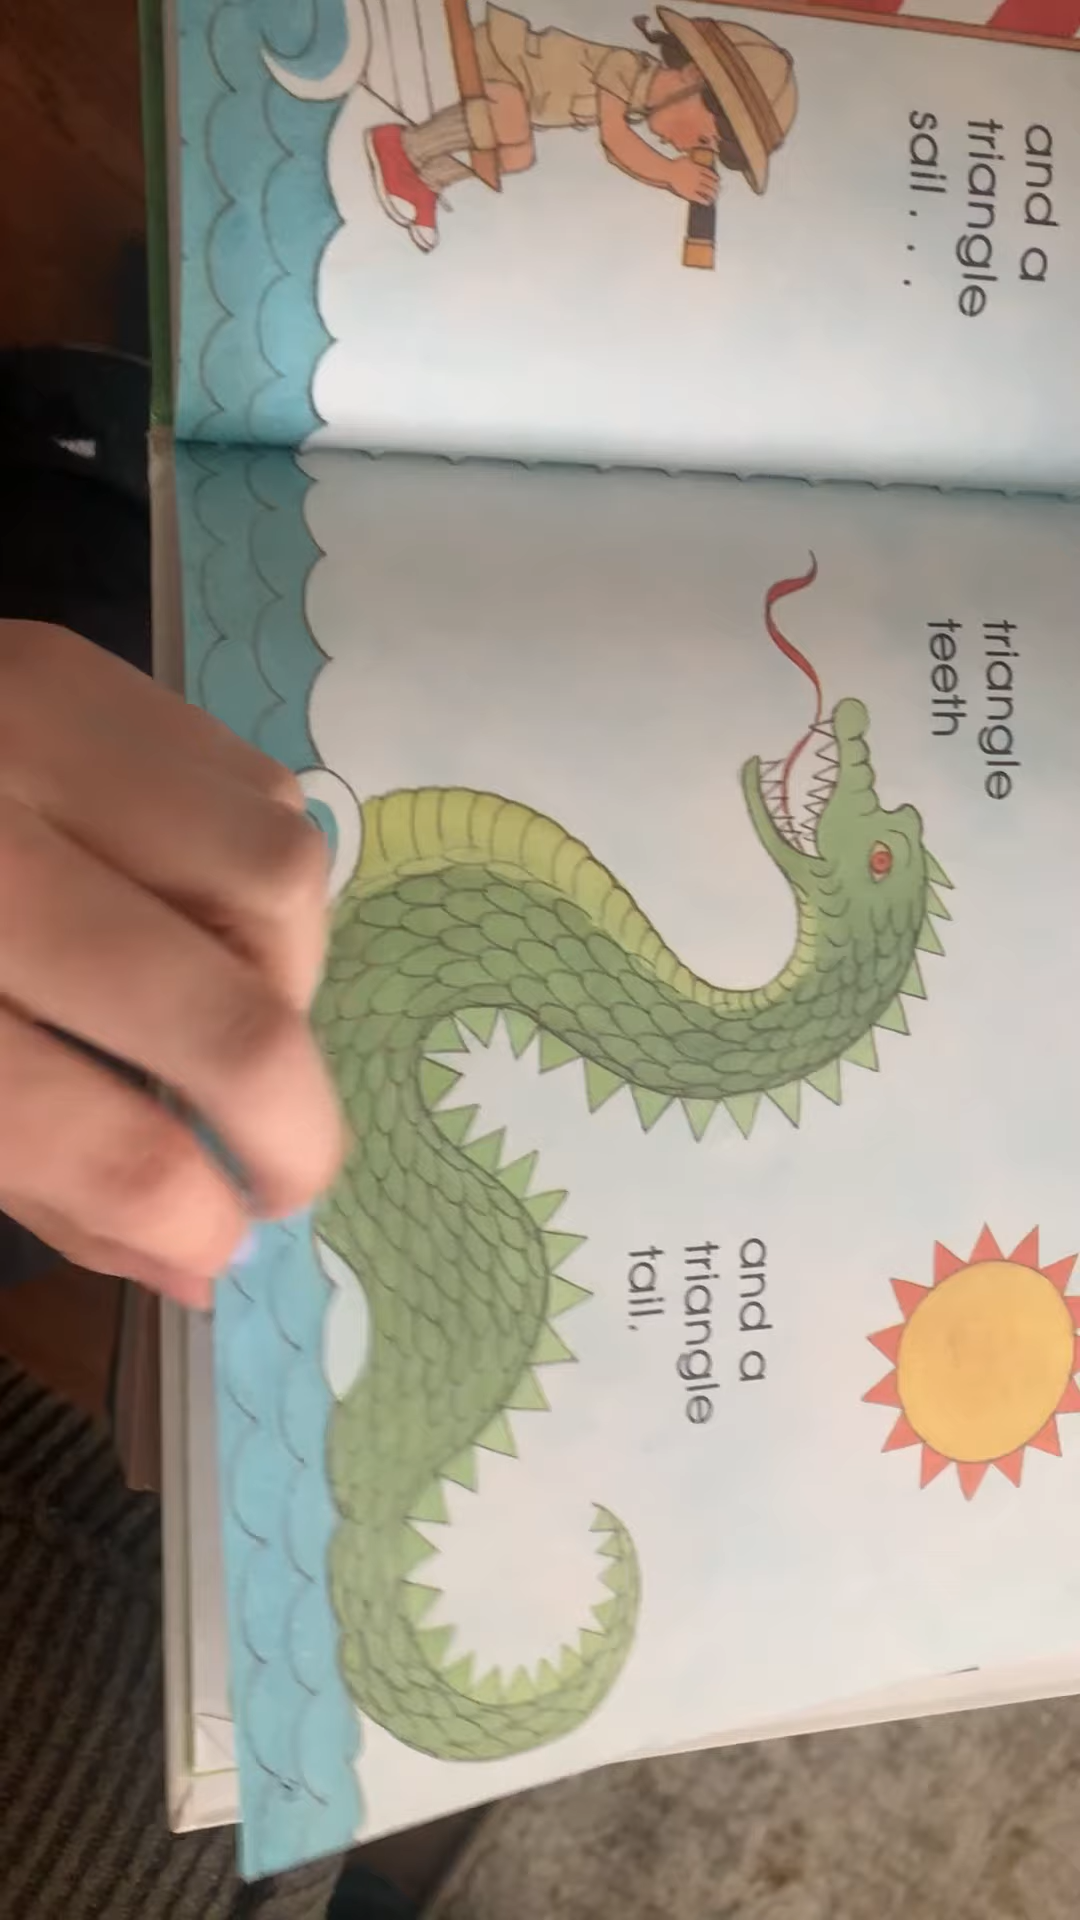 and a
triangle
sail . . .
triangle
teeth
and a
triangle
tail,